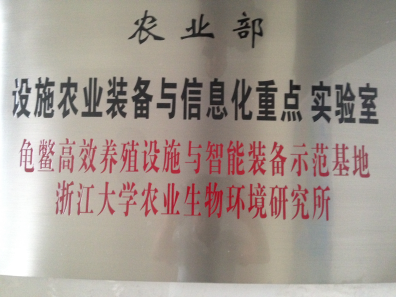 农业部
设施农业装备与信息化重点 实验室
龟鳖高效养殖设施与智能装备示范基地
浙江大学农业生物环境研究所